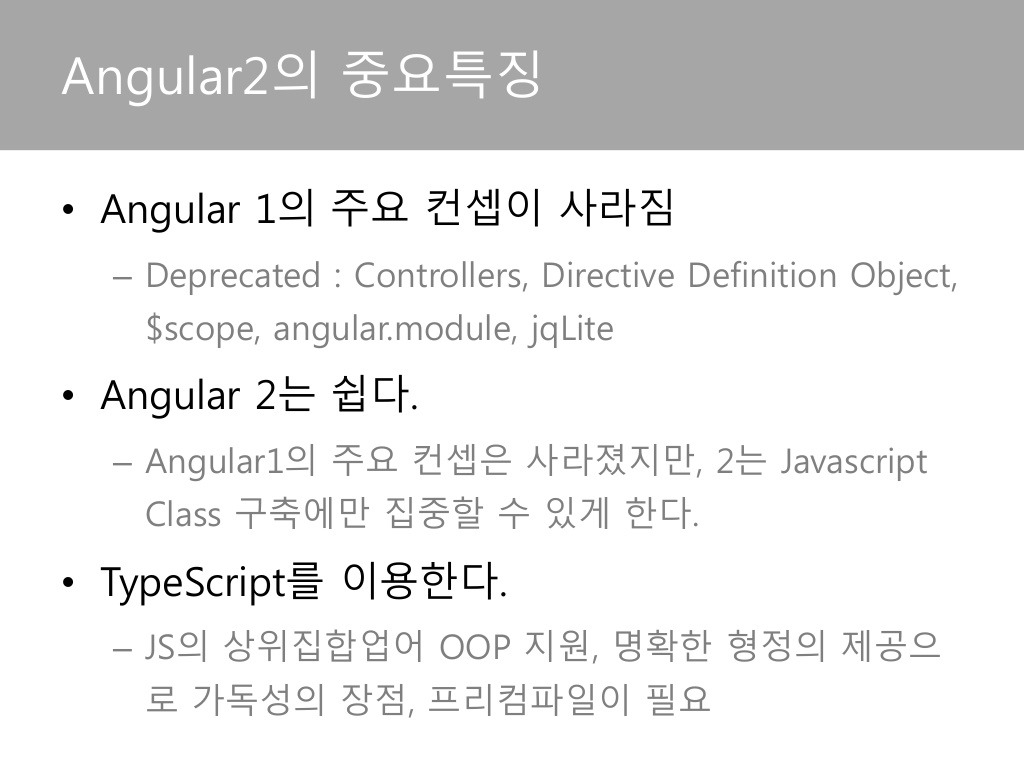 Angular2의 중요특징
• Angular 1의 주요 컨셉이 사라짐
– Deprecated : Controllers, Directive Definition Object,
$scope, angular.module, jqLite
• Angular 2는 쉽다.
– Angular1의 주요 컨셉은 사라졌지만, 2는 Javascript
Class 구축에만 집중할 수 있게 한다.
• TypeScript를 이용한다.
– JS의 상위집합업어 OOP 지원, 명확한 형정의 제공으
로 가독성의 장점, 프리컴파일이 필요